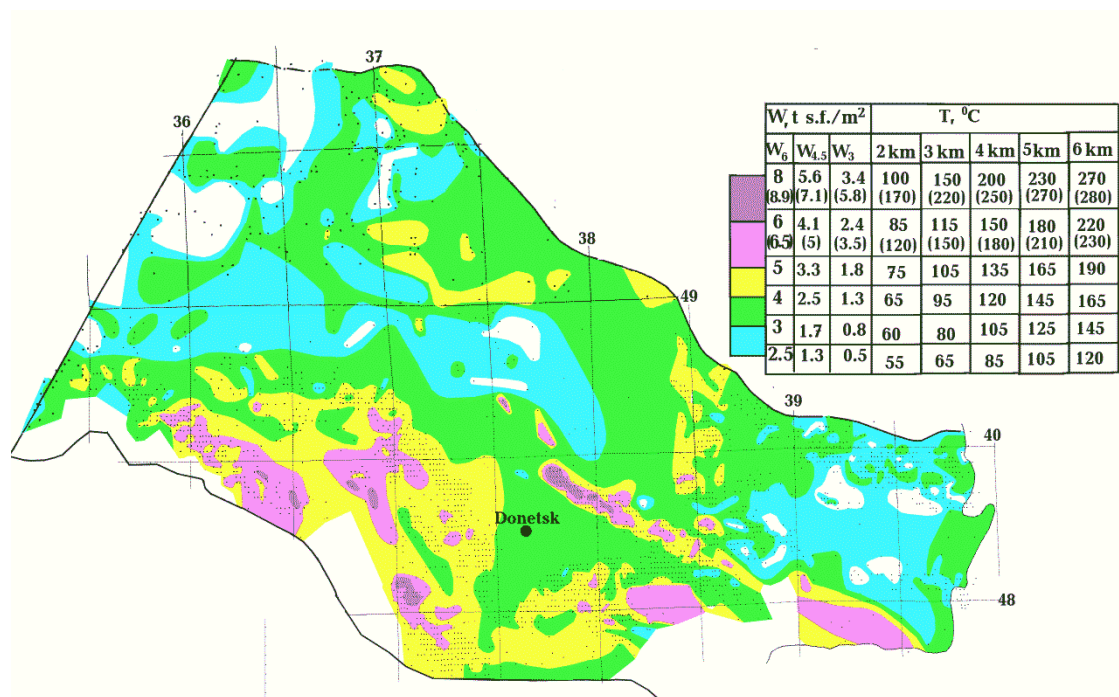 37
36
38
49
39
40
Donetsk
48
W, t s.f./m² T, ⁰C
W₆ W₄.₅ W₃ 2 km 3 km 4 km 5km 6 km
8 5.6 3.4 100 150 200 230 270
(8.9) (7.1) (5.8) (170) (220) (250) (270) (280)
6 4.1 2.4 85 115 150 180 220
(6.5) (5) (3.5) (120) (150) (180) (210) (230)
5 3.3 1.8 75 105 135 165 190
4 2.5 1.3 65 95 120 145 165
3 1.7 0.8 60 80 105 125 145
2.5 1.3 0.5 55 65 85 105 120